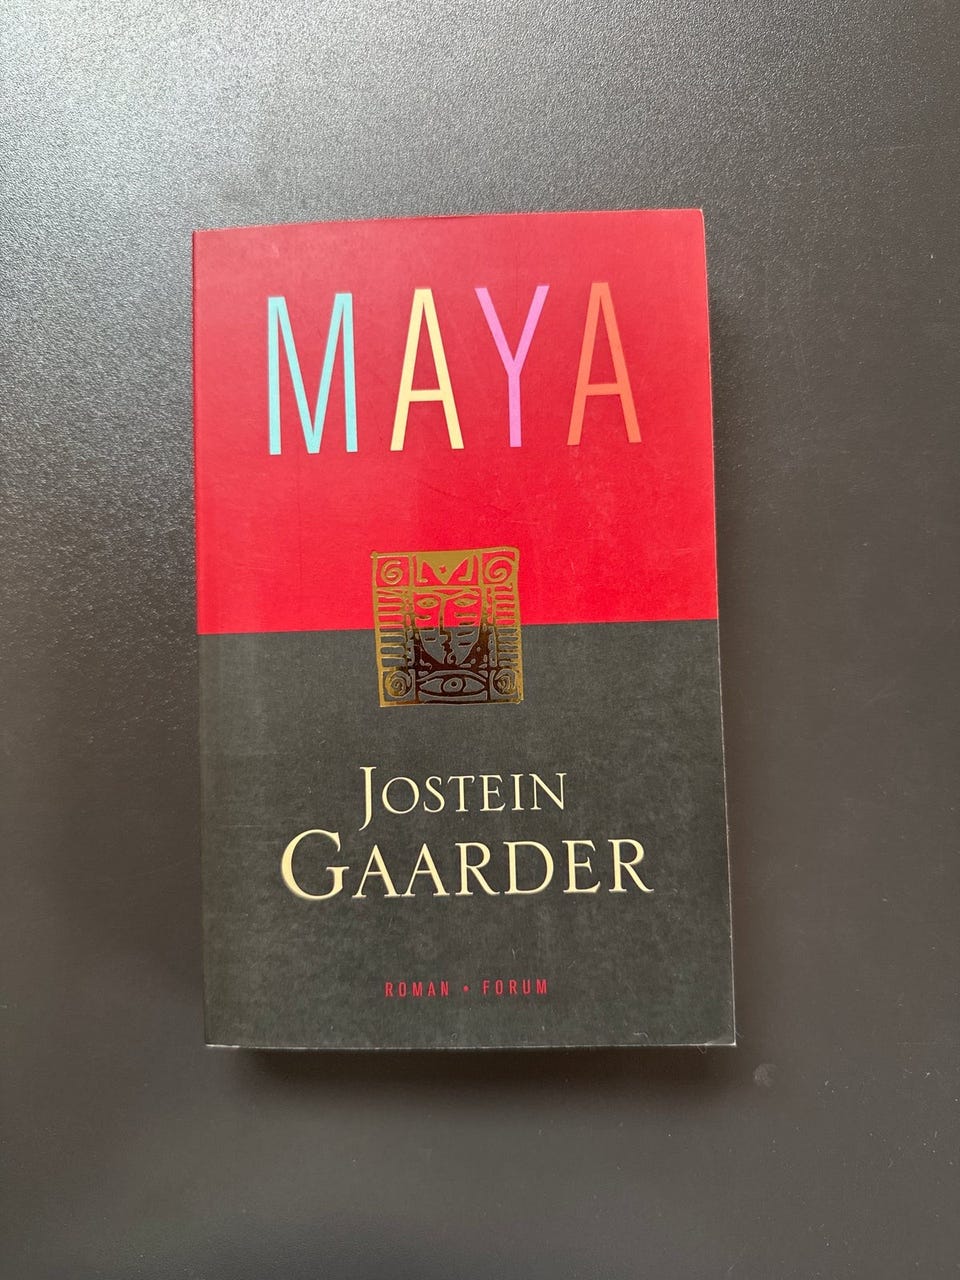 MAYA
JOSTEIN
GAARDER
ROMAN • FORUM